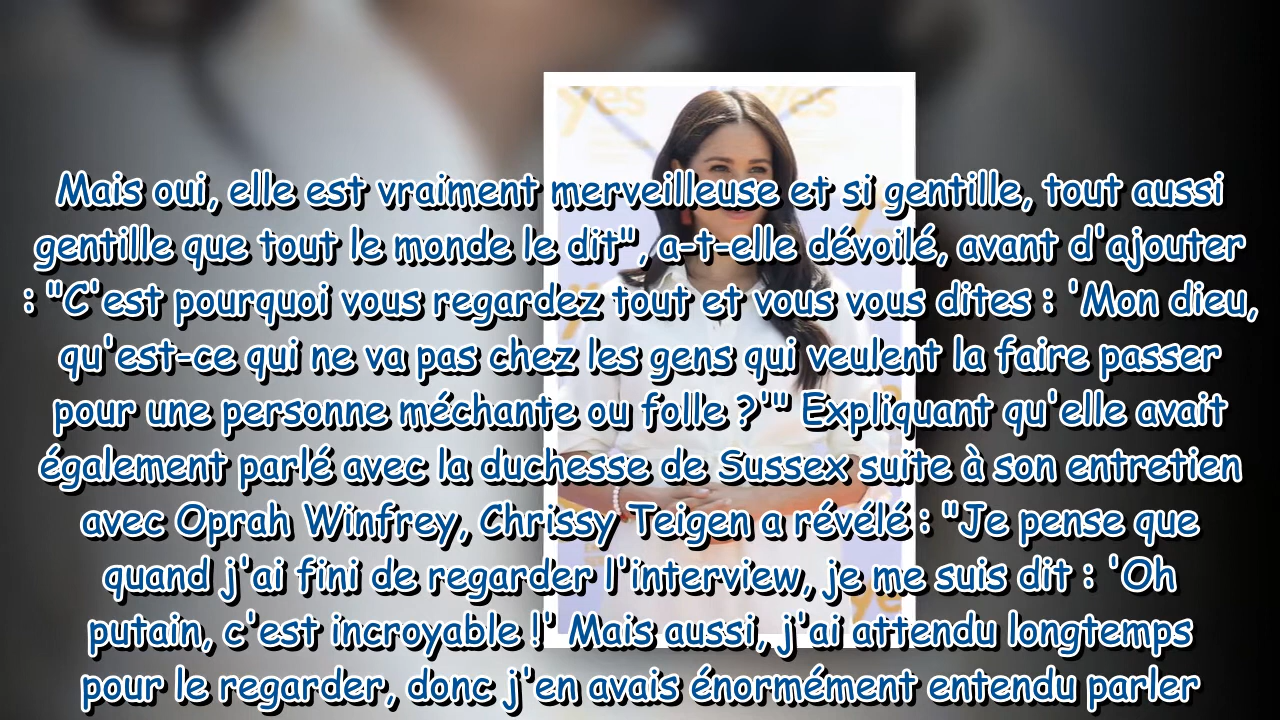 yes yes
Mais oui, elle est vraiment merveilleuse et si gentille, tout aussi
gentille que tout le monde le dit", a-t-elle dévoilé, avant d'ajouter
: "C'est pourquoi vous regardez tout et vous vous dites : 'Mon dieu,
qu'est-ce qui ne va pas chez les gens qui veulent la faire passer
pour une personne méchante ou folle ?'" Expliquant qu'elle avait
également parlé avec la duchesse de Sussex suite à son entretien
avec Oprah Winfrey, Chrissy Teigen a révélé : "Je pense que
quand j'ai fini de regarder l'interview, je me suis dit : 'Oh
putain, c'est incroyable !' Mais aussi, j'ai attendu longtemps
pour le regarder, donc j'en avais énormément entendu parler